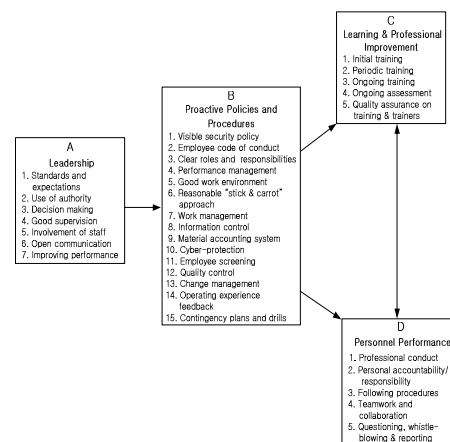 A
Leadership
1. Standards and
expectations
2. Use of authority
3. Decision making
4. Good supervision
5. Involvement of staff
6. Open communication
7. Improving performance
B
Proactive Policies and
Procedures
1. Visible security policy
2. Employee code of conduct
3. Clear roles and responsibilities
4. Performance management
5. Good work environment
6. Reasonable "stick & carrot"
approach
7. Work management
8. Information control
9. Material accounting system
10. Cyber-protection
11. Employee screening
12. Quality control
13. Change management
14. Operating experience
feedback
15. Contingency plans and drills
C
Learning & Professional
Improvement
1. Initial training
2. Periodic training
3. Ongoing training
4. Ongoing assessment
5. Quality assurance on
training & trainers
D
Personnel Performance
1. Professional conduct
2. Personal accountability/
responsibility
3. Following procedures
4. Teamwork and
collaboration
5. Questioning, whistle-
blowing & reporting